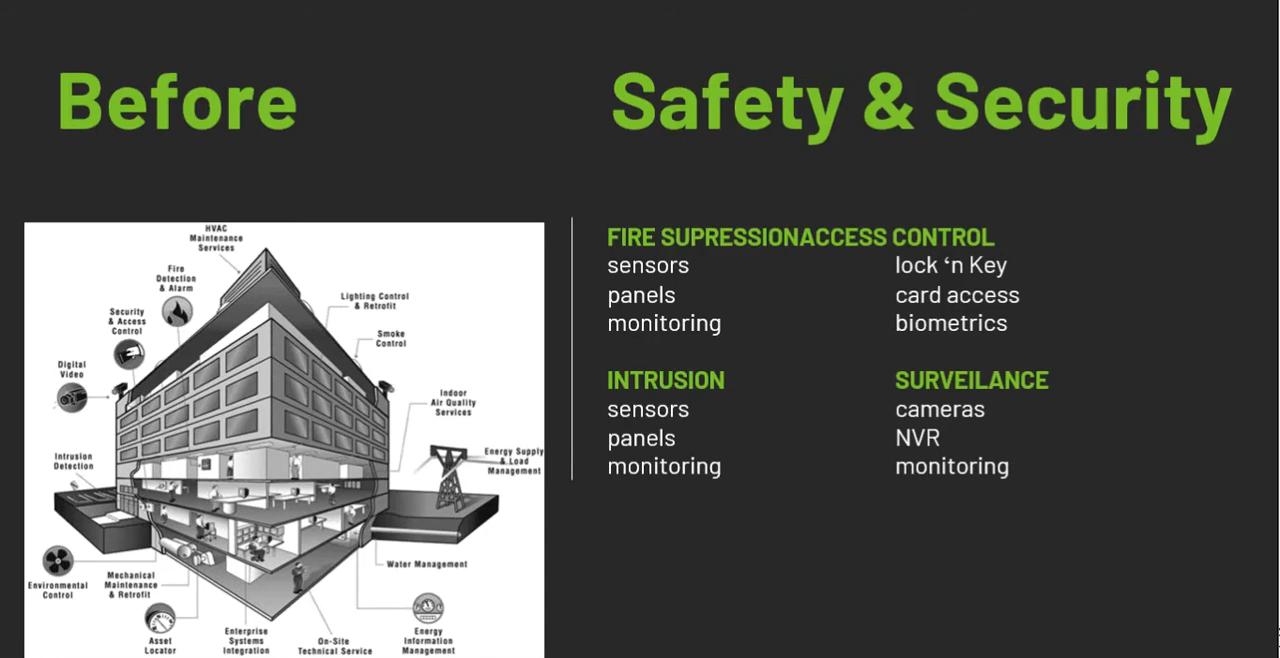 Before
Safety & Security
HVAC
Maintenance
Services
Fire
Detection
& Alarm
Security
& Access
Control
Digital
Video
Intrusion
Detection
Environmental
Control
Mechanical
Maintenance
& Retrofit
Asset
Locator
Enterprise
Systems
Integration
On-Site
Technical Service
Energy
Information
Management
Water Management
Energy Supply
& Load
Management
Indoor
Air Quality
Services
Smoke
Control
Lighting Control
& Retrofit
FIRE SUPRESSIONACCESS CONTROL
sensors lock ‘n Key
panels card access
monitoring biometrics
INTRUSION SURVEILANCE
sensors cameras
panels NVR
monitoring monitoring